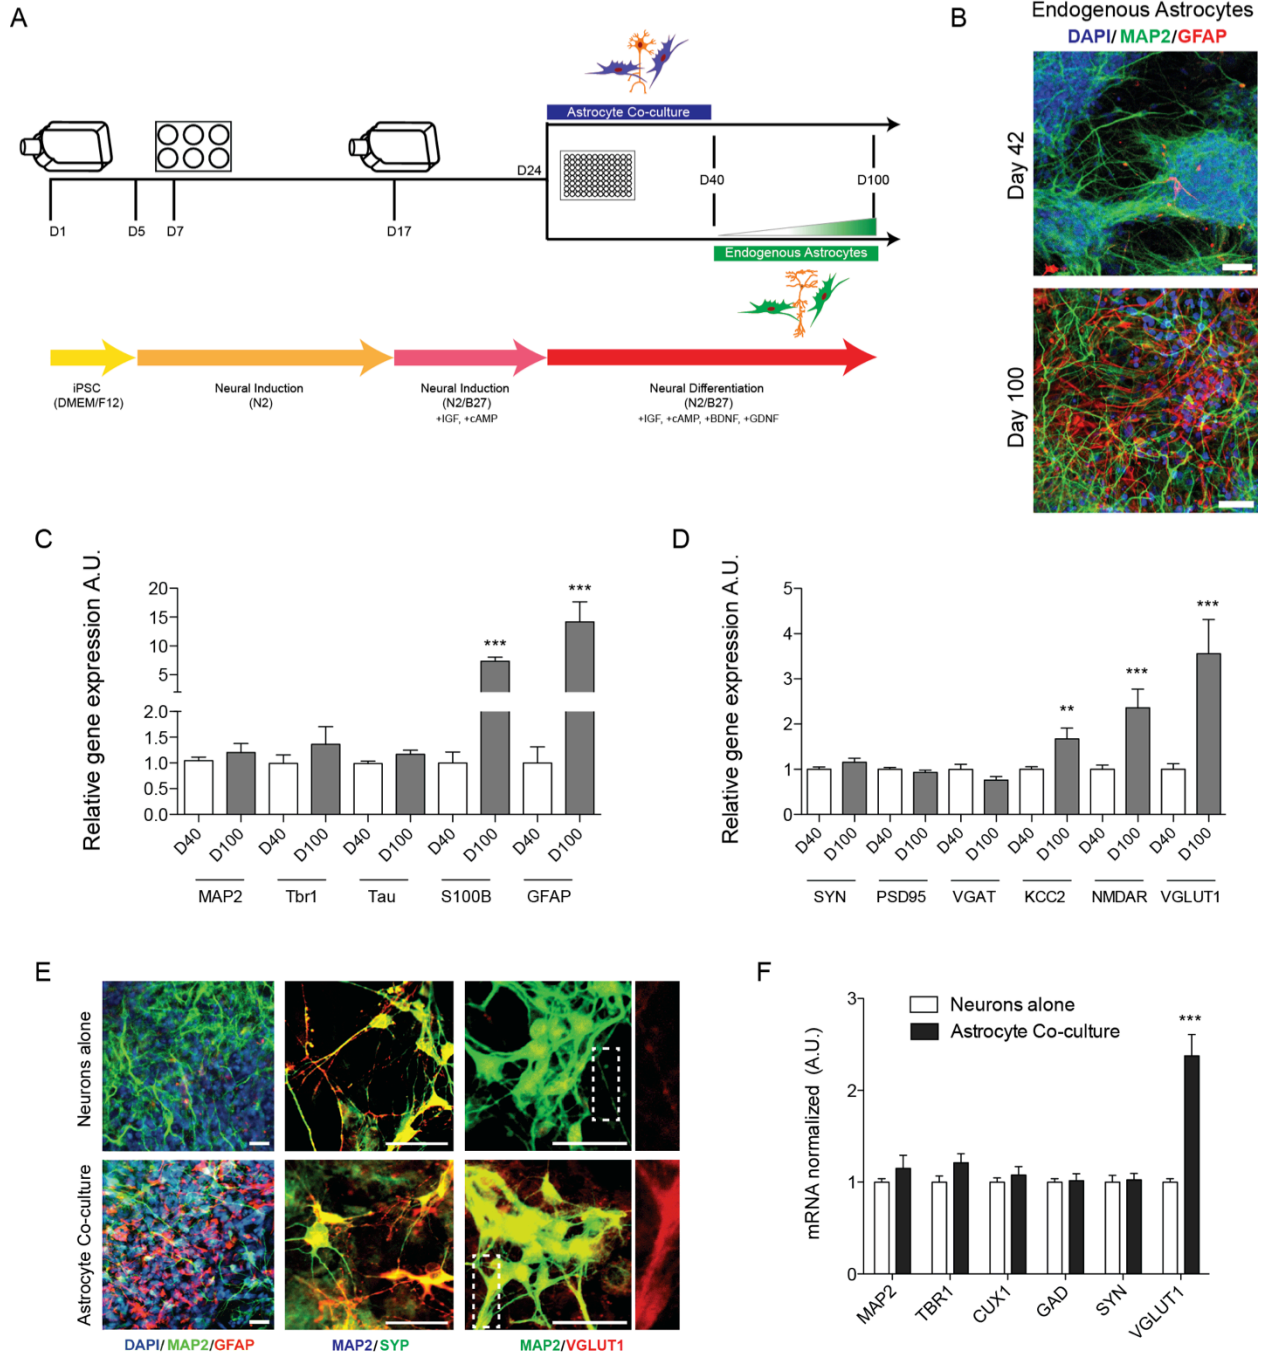 A
B
Endogenous Astrocytes
DAPI/ MAP2/GFAP
Astrocyte Co-culture
D24
D40
D100
D1
D5
D7
D17
Endogenous Astrocytes
Day 42
Day 100
iPSC
(DMEM/F12)
Neural Induction
(N2)
Neural Induction
(N2/B27)
+IGF, +cAMP
Neural Differentiation
(N2/B27)
+IGF, +cAMP, +BDNF, +GDNF
C
Relative gene expression A.U.
20
15
10
5
2.0
1.5
1.0
0.5
0.0
***
***
D40 D100 D40 D100 D40 D100 D40 D100 D40 D100
MAP2 Tbr1 Tau S100B GFAP
D
Relative gene expression A.U.
5
4
3
2
1
0
**
***
***
D40 D100 D40 D100 D40 D100 D40 D100 D40 D100 D40 D100
SYN PSD95 VGAT KCC2 NMDAR VGLUT1
E
Neurons alone
Astrocyte Co-culture
DAPI/ MAP2/GFAP
MAP2/SYP
MAP2/VGLUT1
F
mRNA normalized (A.U.)
3
2
1
0
Neurons alone
Astrocyte Co-culture
***
MAP2 TBR1 CUX1 GAD SYN VGLUT1